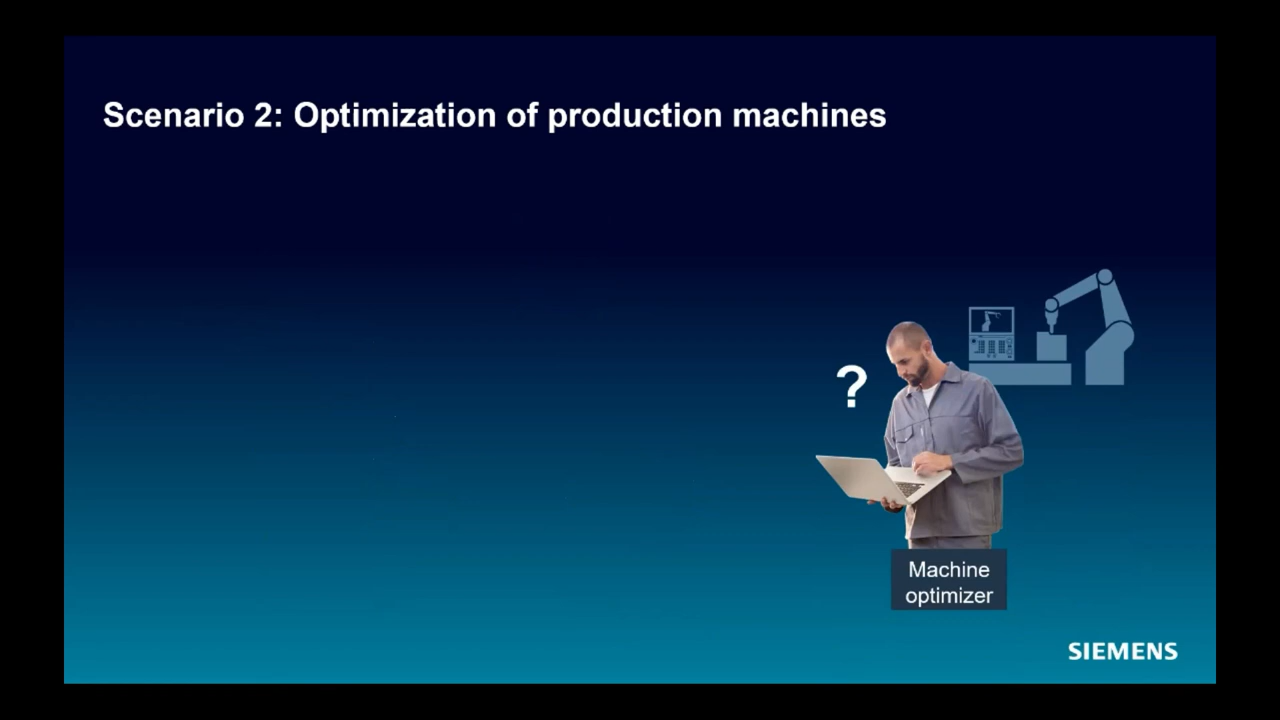 Scenario 2: Optimization of production machines
?
Machine
optimizer
SIEMENS